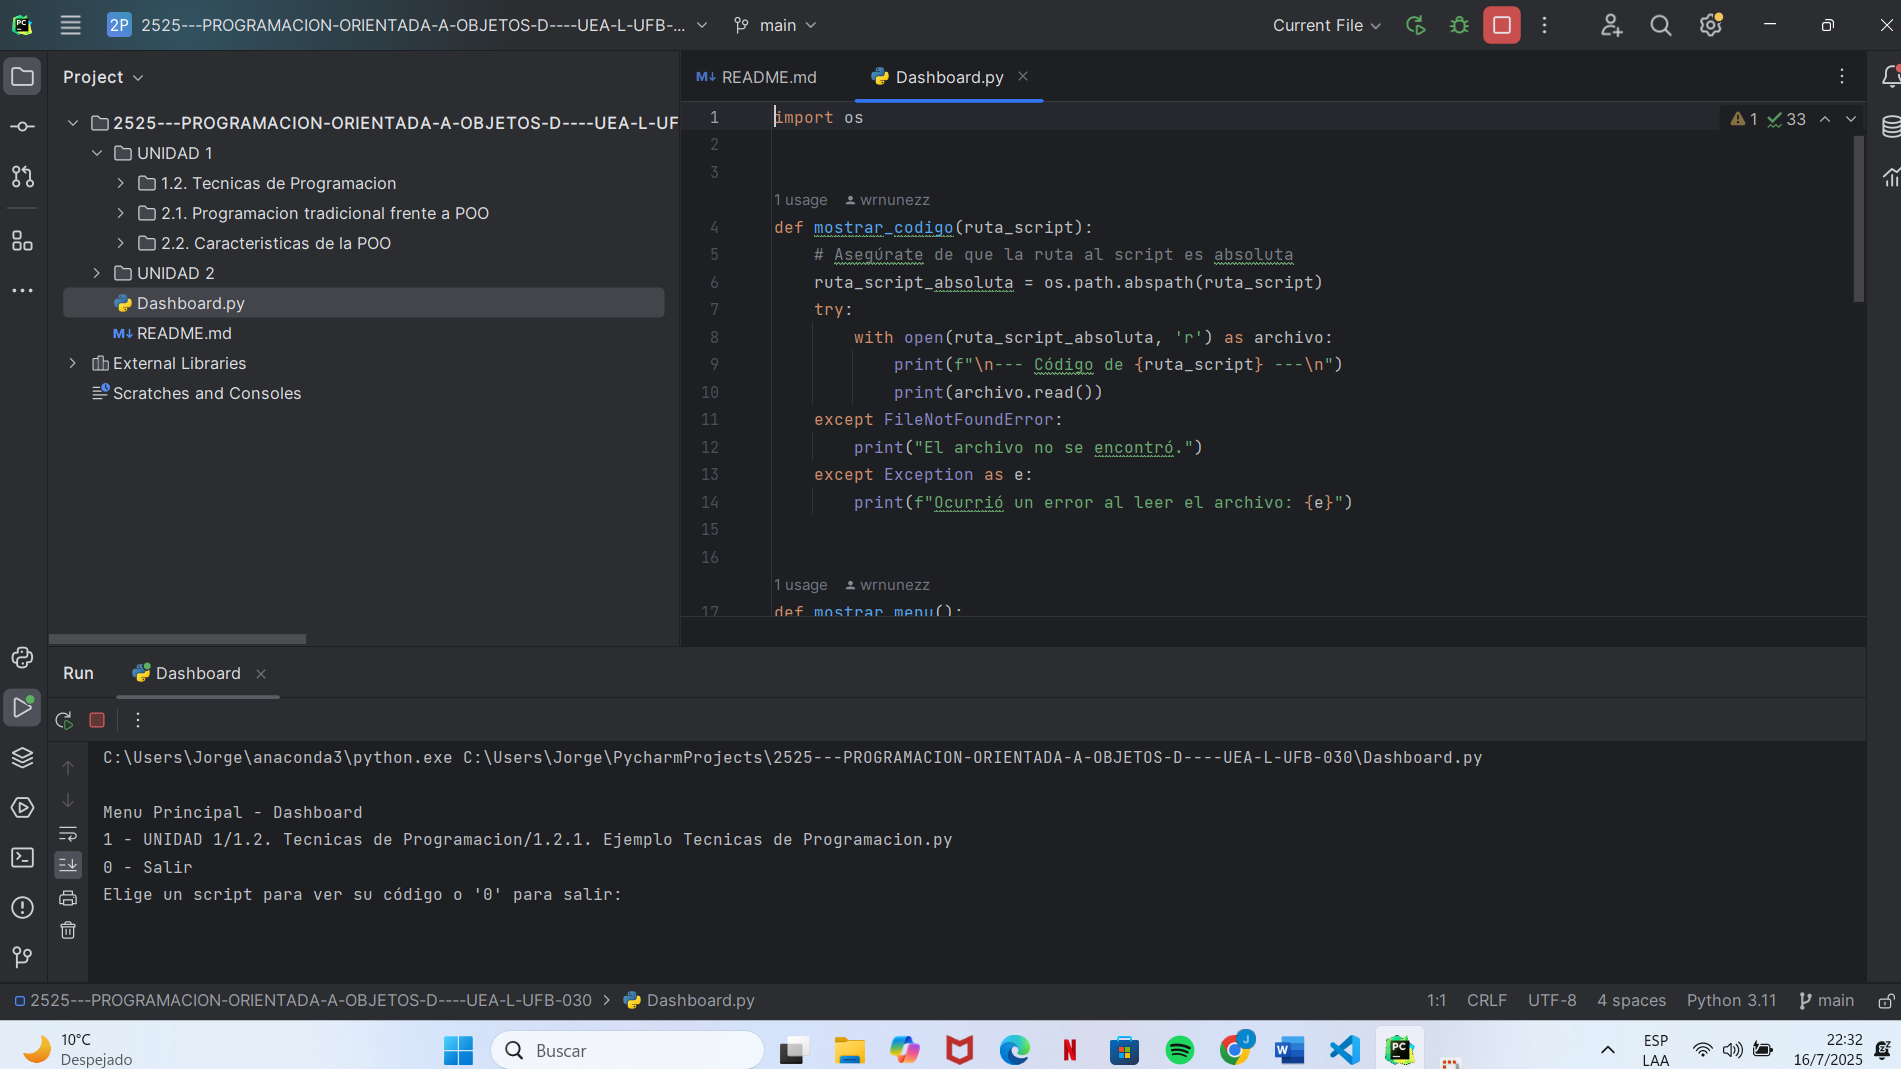 2P 2525---PROGRAMACION-ORIENTADA-A-OBJETOS-D----UEA-L-UFB-... main Current File
Project
2525---PROGRAMACION-ORIENTADA-A-OBJETOS-D----UEA-L-UF
UNIDAD 1
1.2. Tecnicas de Programacion
2.1. Programacion tradicional frente a POO
2.2. Caracteristicas de la POO
UNIDAD 2
Dashboard.py
README.md
External Libraries
Scratches and Consoles
README.md Dashboard.py
1 import os 1 33
2
3
1 usage wrnunezz
4 def mostrar_codigo(ruta_script):
5 # Asegúrate de que la ruta al script es absoluta
6 ruta_script_absoluta = os.path.abspath(ruta_script)
7 try:
8 with open(ruta_script_absoluta, 'r') as archivo:
9 print(f"\n--- Código de {ruta_script} ---\n")
10 print(archivo.read())
11 except FileNotFoundError:
12 print("El archivo no se encontró.")
13 except Exception as e:
14 print(f"Ocurrió un error al leer el archivo: {e}")
15
16
1 usage wrnunezz
17 def mostrar_menu():
Run Dashboard
C:\Users\Jorge\anaconda3\python.exe C:\Users\Jorge\PycharmProjects\2525---PROGRAMACION-ORIENTADA-A-OBJETOS-D----UEA-L-UFB-030\Dashboard.py
Menu Principal - Dashboard
1 - UNIDAD 1/1.2. Tecnicas de Programacion/1.2.1. Ejemplo Tecnicas de Programacion.py
0 - Salir
Elige un script para ver su código o '0' para salir:
2525---PROGRAMACION-ORIENTADA-A-OBJETOS-D----UEA-L-UFB-030 Dashboard.py 1:1 CRLF UTF-8 4 spaces Python 3.11 main
10°C
Despejado
Buscar
ESP
LAA
22:32
16/7/2025